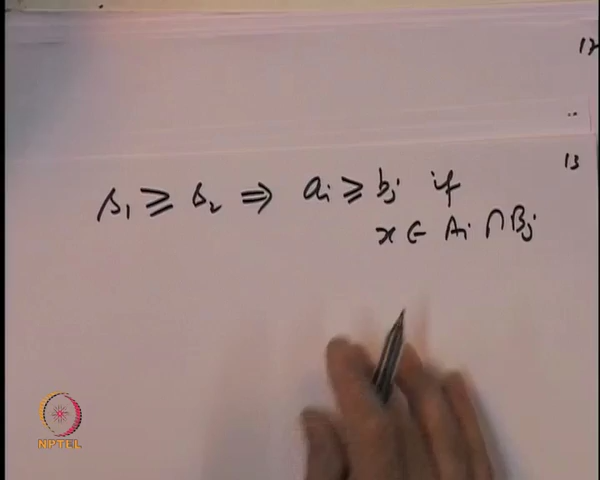 12
13
s₁ ⩾ s₂ ⇒ aᵢ ⩾ bⱼ if
x ∈ Aᵢ ∩ Bⱼ
NPTEL